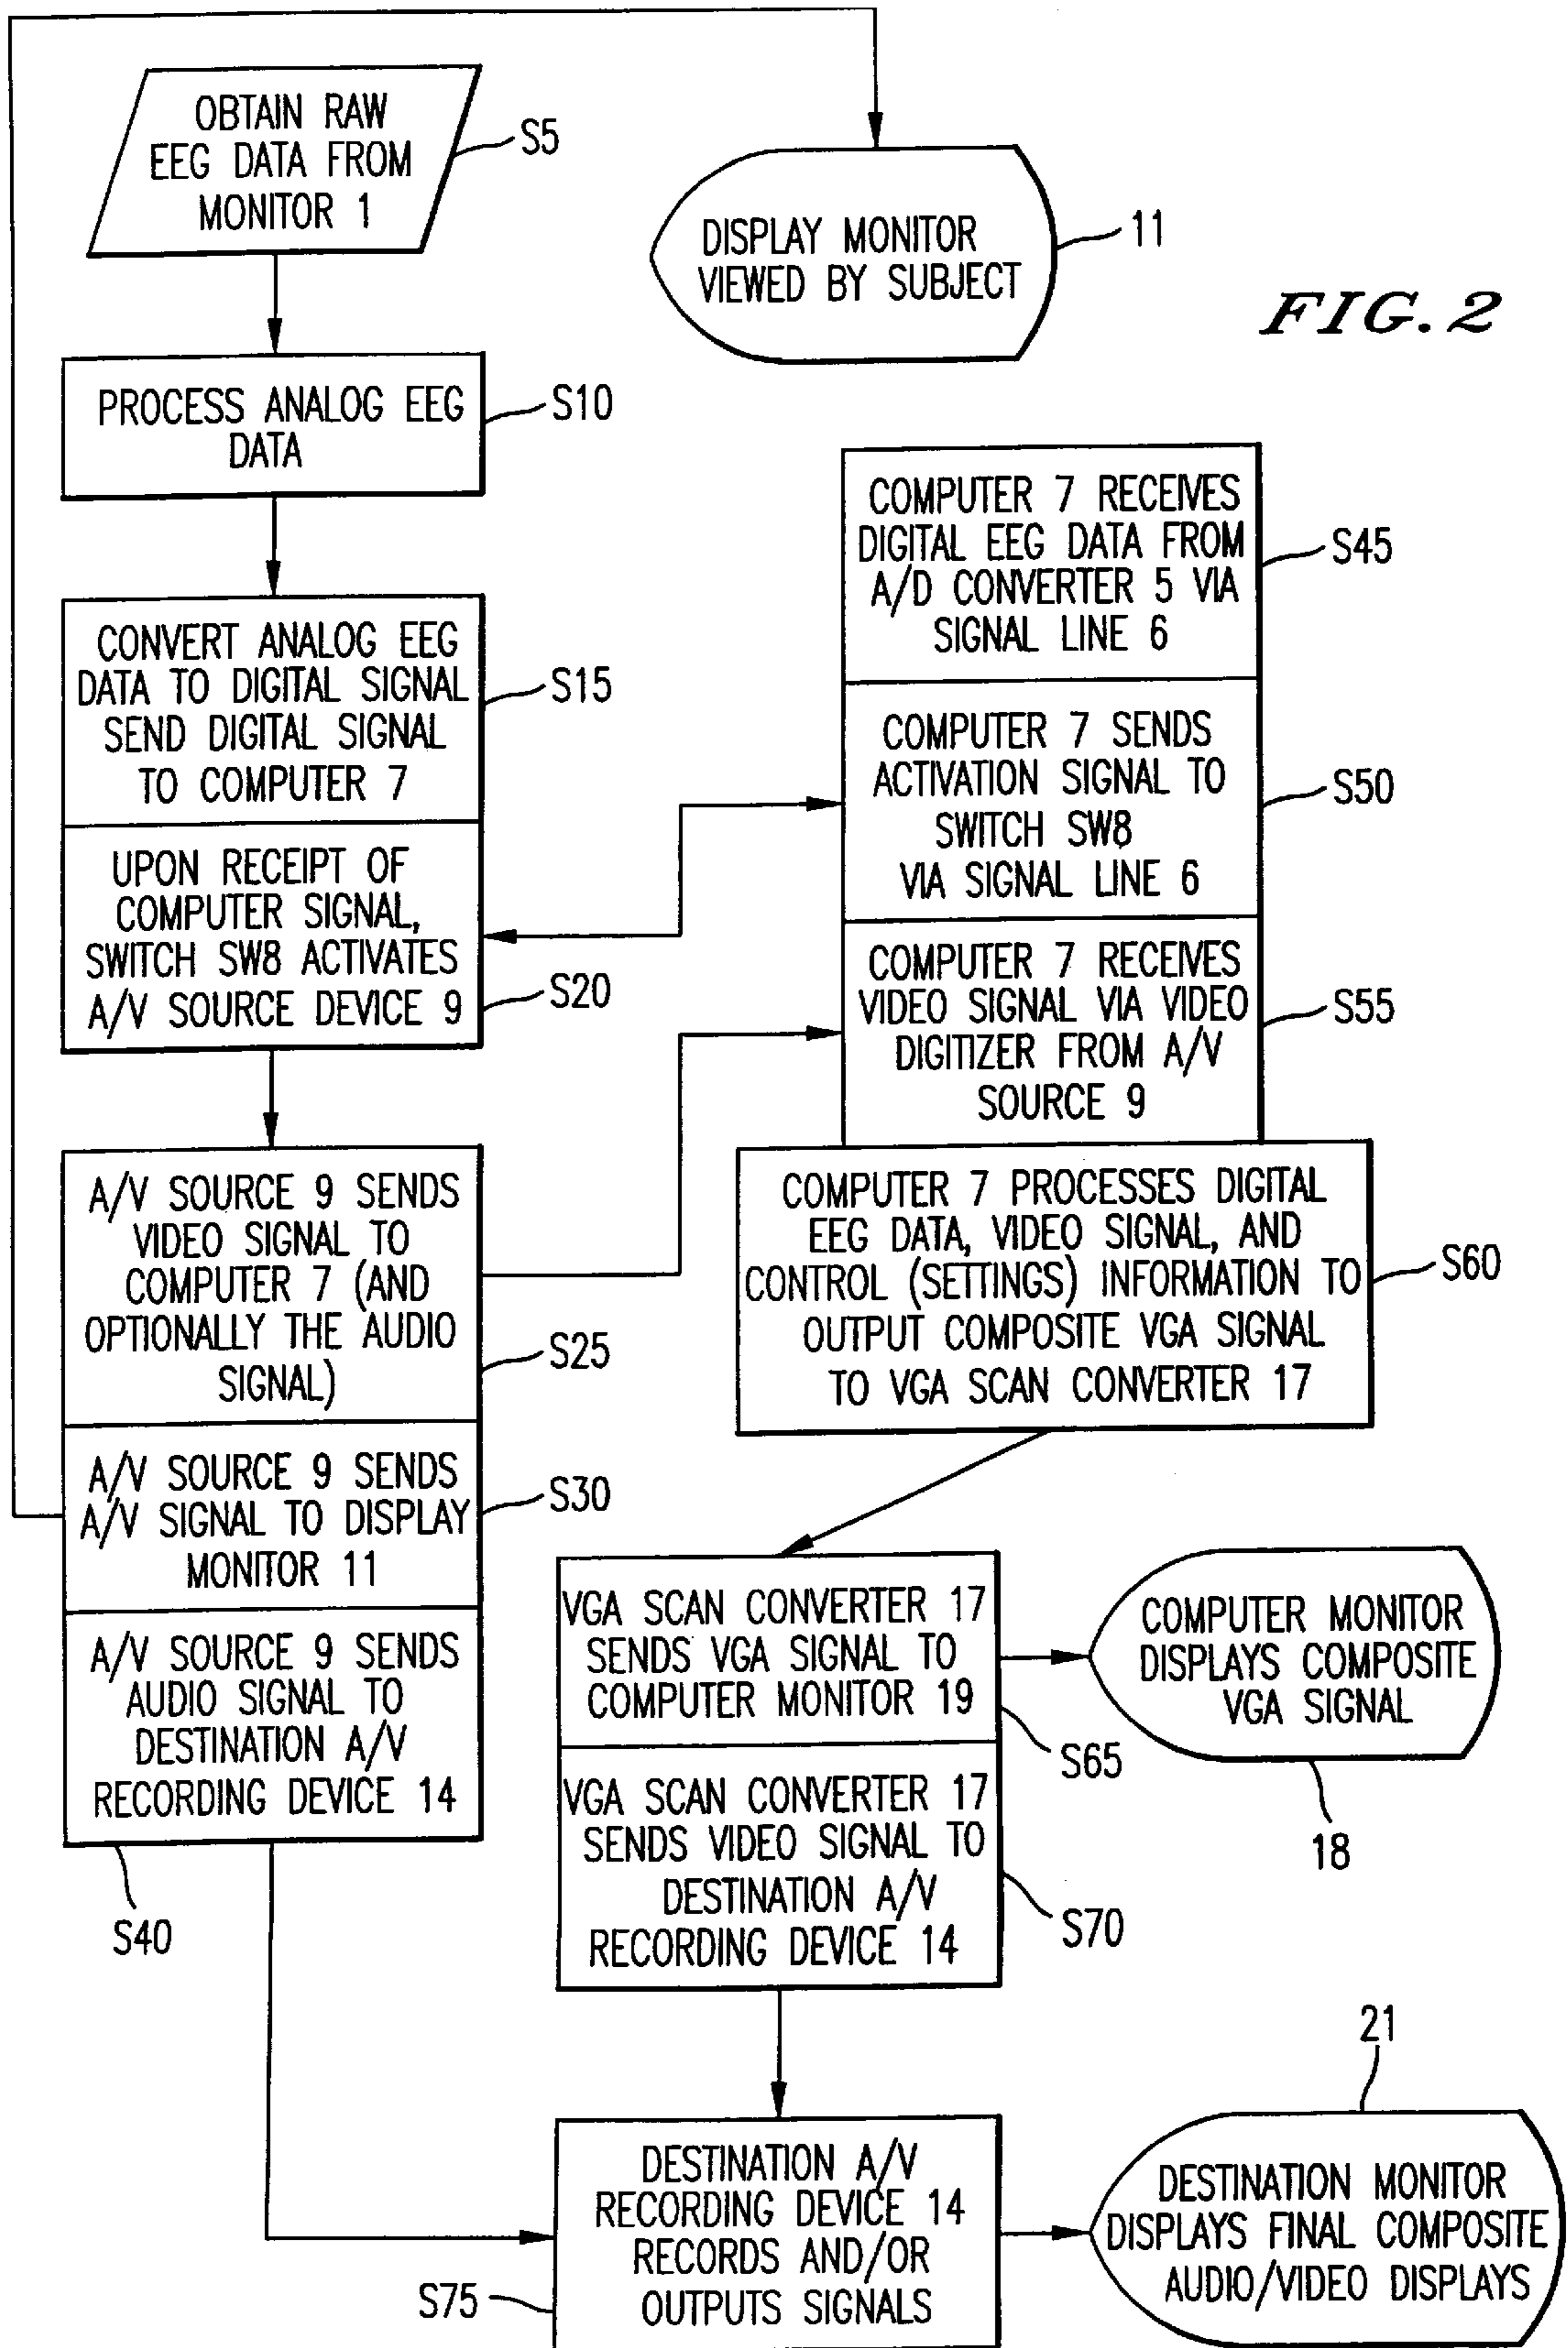 OBTAIN RAW
EEG DATA FROM
MONITOR 1
S5
DISPLAY MONITOR
VIEWED BY SUBJECT
11
FIG. 2
PROCESS ANALOG EEG
DATA
S10
CONVERT ANALOG EEG
DATA TO DIGITAL SIGNAL
SEND DIGITAL SIGNAL
TO COMPUTER 7
S15
UPON RECEIPT OF
COMPUTER SIGNAL,
SWITCH SW8 ACTIVATES
A/V SOURCE DEVICE 9
S20
A/V SOURCE 9 SENDS
VIDEO SIGNAL TO
COMPUTER 7 (AND
OPTIONALLY THE AUDIO
SIGNAL)
S25
A/V SOURCE 9 SENDS
A/V SIGNAL TO DISPLAY
MONITOR 11
S30
A/V SOURCE 9 SENDS
AUDIO SIGNAL TO
DESTINATION A/V
RECORDING DEVICE 14
S40
COMPUTER 7 RECEIVES
DIGITAL EEG DATA FROM
A/D CONVERTER 5 VIA
SIGNAL LINE 6
S45
COMPUTER 7 SENDS
ACTIVATION SIGNAL TO
SWITCH SW8
VIA SIGNAL LINE 6
S50
COMPUTER 7 RECEIVES
VIDEO SIGNAL VIA VIDEO
DIGITIZER FROM A/V
SOURCE 9
S55
COMPUTER 7 PROCESSES DIGITAL
EEG DATA, VIDEO SIGNAL, AND
CONTROL (SETTINGS) INFORMATION TO
OUTPUT COMPOSITE VGA SIGNAL
TO VGA SCAN CONVERTER 17
S60
VGA SCAN CONVERTER 17
SENDS VGA SIGNAL TO
COMPUTER MONITOR 19
S65
COMPUTER MONITOR
DISPLAYS COMPOSITE
VGA SIGNAL
18
VGA SCAN CONVERTER 17
SENDS VIDEO SIGNAL TO
DESTINATION A/V
RECORDING DEVICE 14
S70
DESTINATION A/V
RECORDING DEVICE 14
RECORDS AND/OR
OUTPUTS SIGNALS
S75
21
DESTINATION MONITOR
DISPLAYS FINAL COMPOSITE
AUDIO/VIDEO DISPLAYS